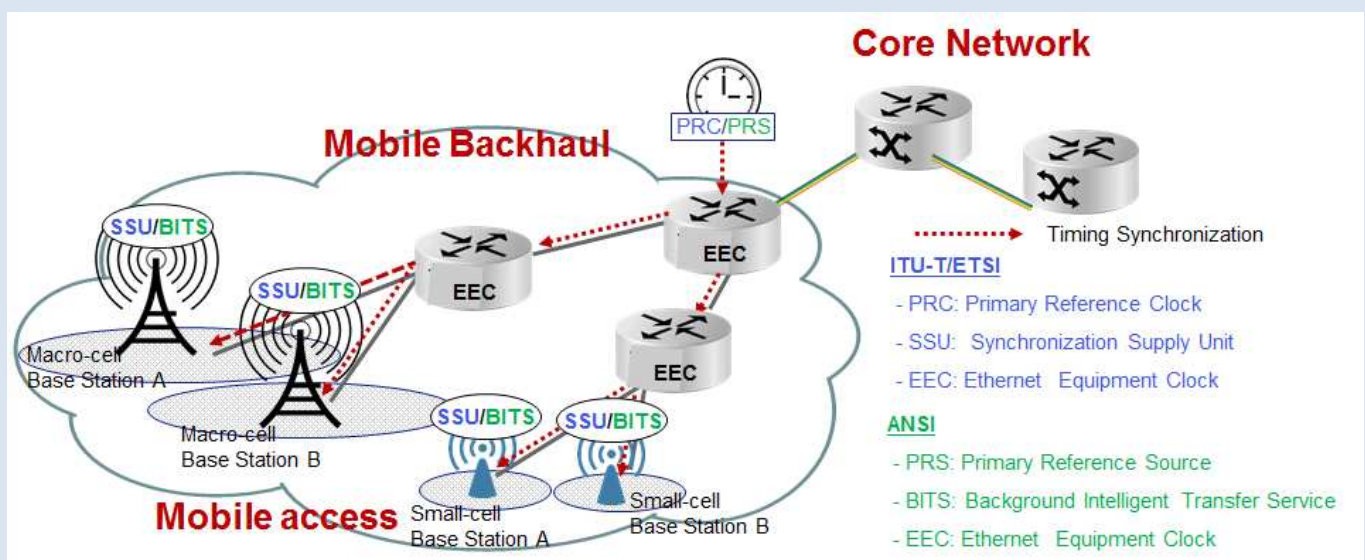 Core Network
PRC/PRS
Mobile Backhaul
SSU/BITS
EEC
Timing Synchronization
EEC
SSU/BITS
ITU-T/ETSI
- PRC: Primary Reference Clock
- SSU: Synchronization Supply Unit
- EEC: Ethernet Equipment Clock
EEC
Macro-cell
Base Station A
SSU/BITS
SSU/BITS
ANSI
- PRS: Primary Reference Source
- BITS: Background Intelligent Transfer Service
- EEC: Ethernet Equipment Clock
Macro-cell
Base Station B
Mobile access
Small-cell
Base Station A
Small-cell
Base Station B